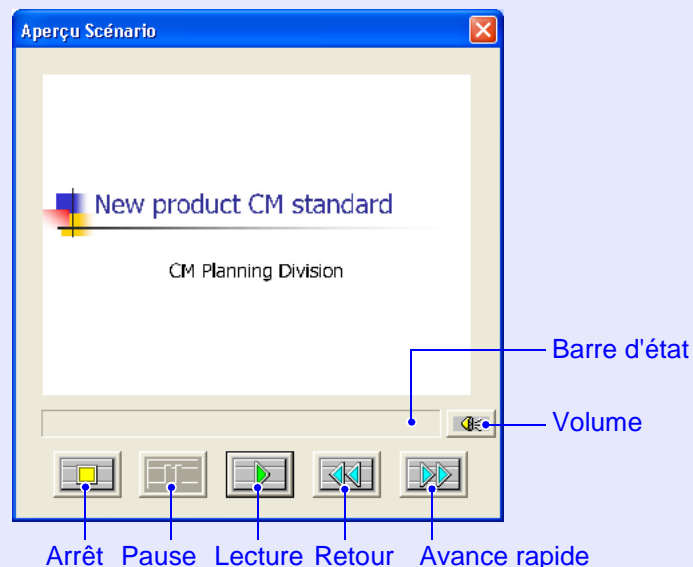 Aperçu Scénario
New product CM standard
CM Planning Division
Barre d'état
Volume
Arrêt Pause Lecture Retour Avance rapide